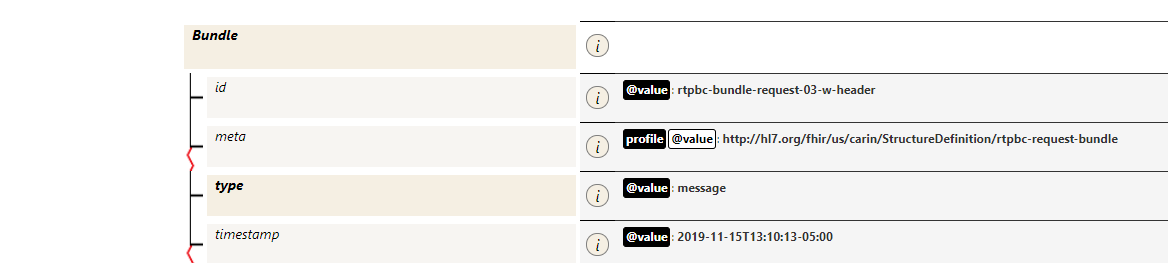 Bundle
i
id
i
@value: rtpbc-bundle-request-03-w-header
meta
i
profile @value: http://hl7.org/fhir/us/carin/StructureDefinition/rtpbc-request-bundle
type
i
@value: message
timestamp
i
@value: 2019-11-15T13:10:13-05:00